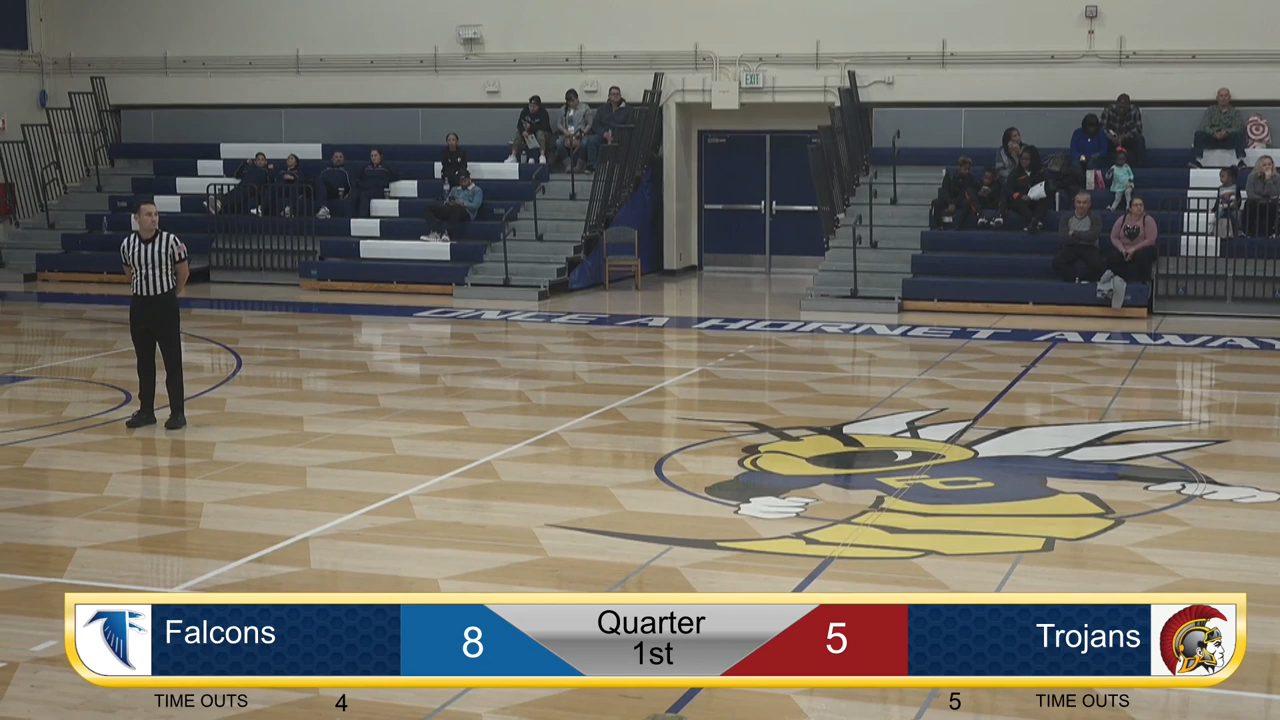 EXIT
ONCE A HORNET ALWAY
Falcons
8
Quarter
1st
5
Trojans
TIME OUTS
4
5
TIME OUTS